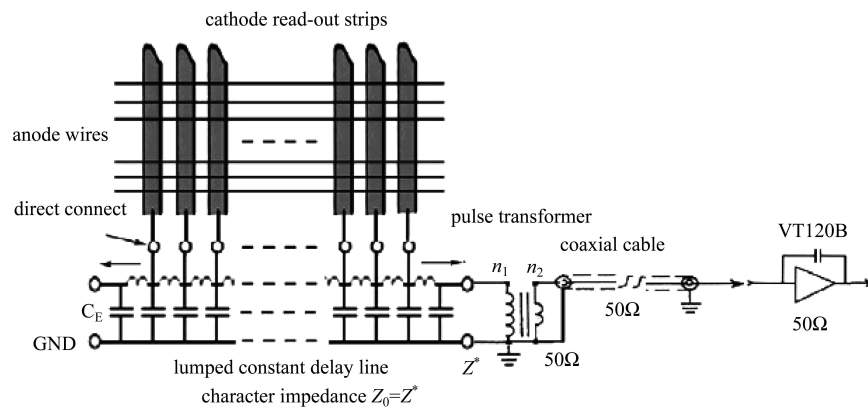 cathode read-out strips
anode wires
direct connect
pulse transformer
VT120B
coaxial cable
n₁
n₂
C_E
50Ω
50Ω
GND
Z*
50Ω
lumped constant delay line
character impedance Z₀=Z*